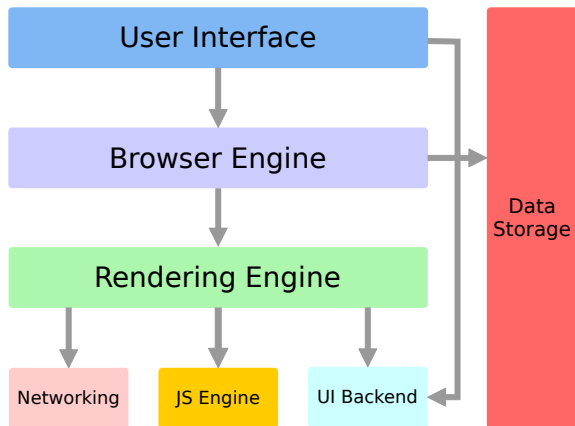 User Interface
Browser Engine
Data
Storage
Rendering Engine
Networking
JS Engine
UI Backend